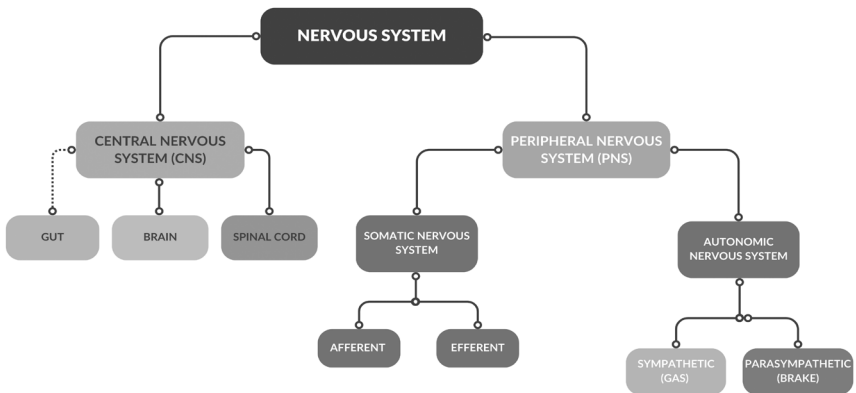 NERVOUS SYSTEM
CENTRAL NERVOUS
SYSTEM (CNS)
PERIPHERAL NERVOUS
SYSTEM (PNS)
GUT
BRAIN
SPINAL CORD
SOMATIC NERVOUS
SYSTEM
AUTONOMIC
NERVOUS SYSTEM
AFFERENT
EFFERENT
SYMPATHETIC
(GAS)
PARASYMPATHETIC
(BRAKE)